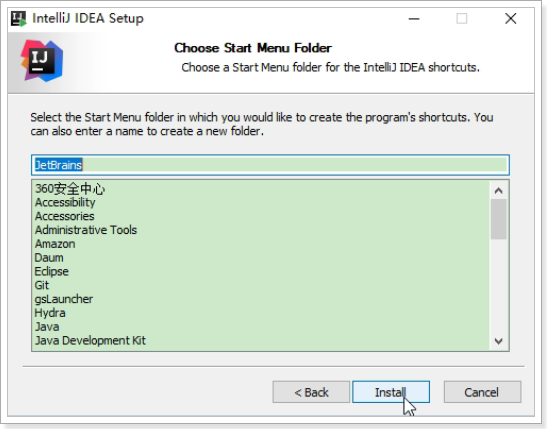 IntelliJ IDEA Setup
IJ
Choose Start Menu Folder
Choose a Start Menu folder for the IntelliJ IDEA shortcuts.
Select the Start Menu folder in which you would like to create the program's shortcuts. You
can also enter a name to create a new folder.
JetBrains
360安全中心
Accessibility
Accessories
Administrative Tools
Amazon
Daum
Eclipse
Git
gsLauncher
Hydra
Java
Java Development Kit
< Back
Install
Cancel